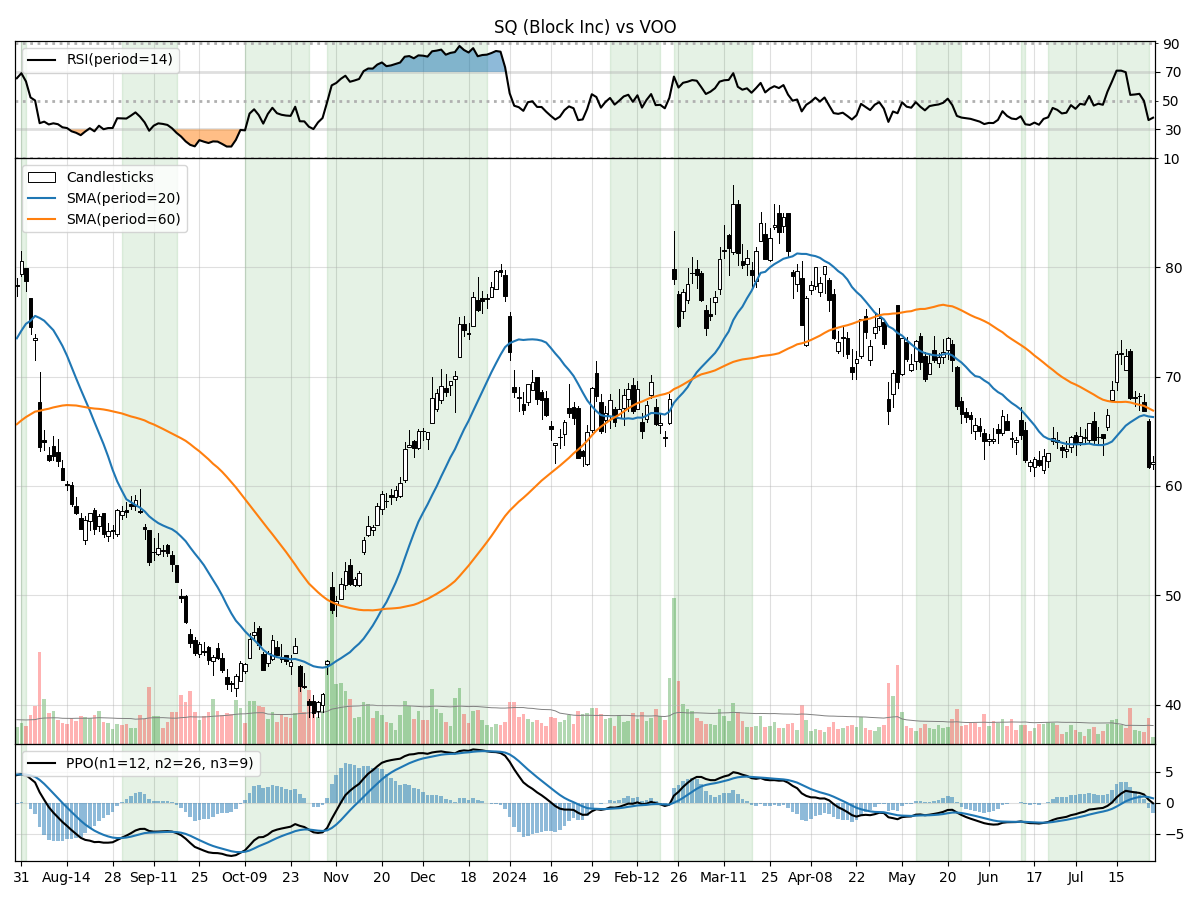 SQ (Block Inc) vs VOO
RSI(period=14)
90
70
50
30
10
Candlesticks
SMA(period=20)
SMA(period=60)
80
70
60
50
40
PPO(n1=12, n2=26, n3=9)
5
0
−5
31 Aug-14 28 Sep-11 25 Oct-09 23 Nov 20 Dec 18 2024 16 29 Feb-12 26 Mar-11 25 Apr-08 22 May 20 Jun 17 Jul 15